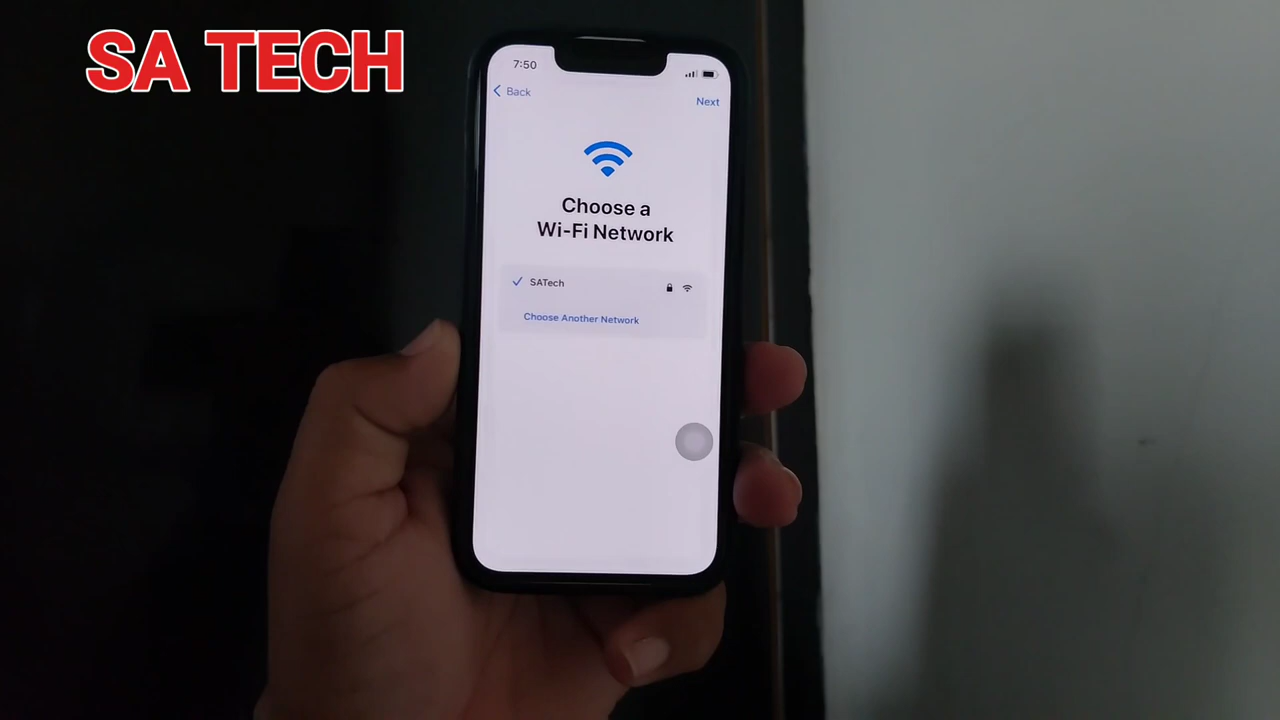 SA TECH
7:50
Back
Next
Choose a
Wi-Fi Network
SATech
Choose Another Network